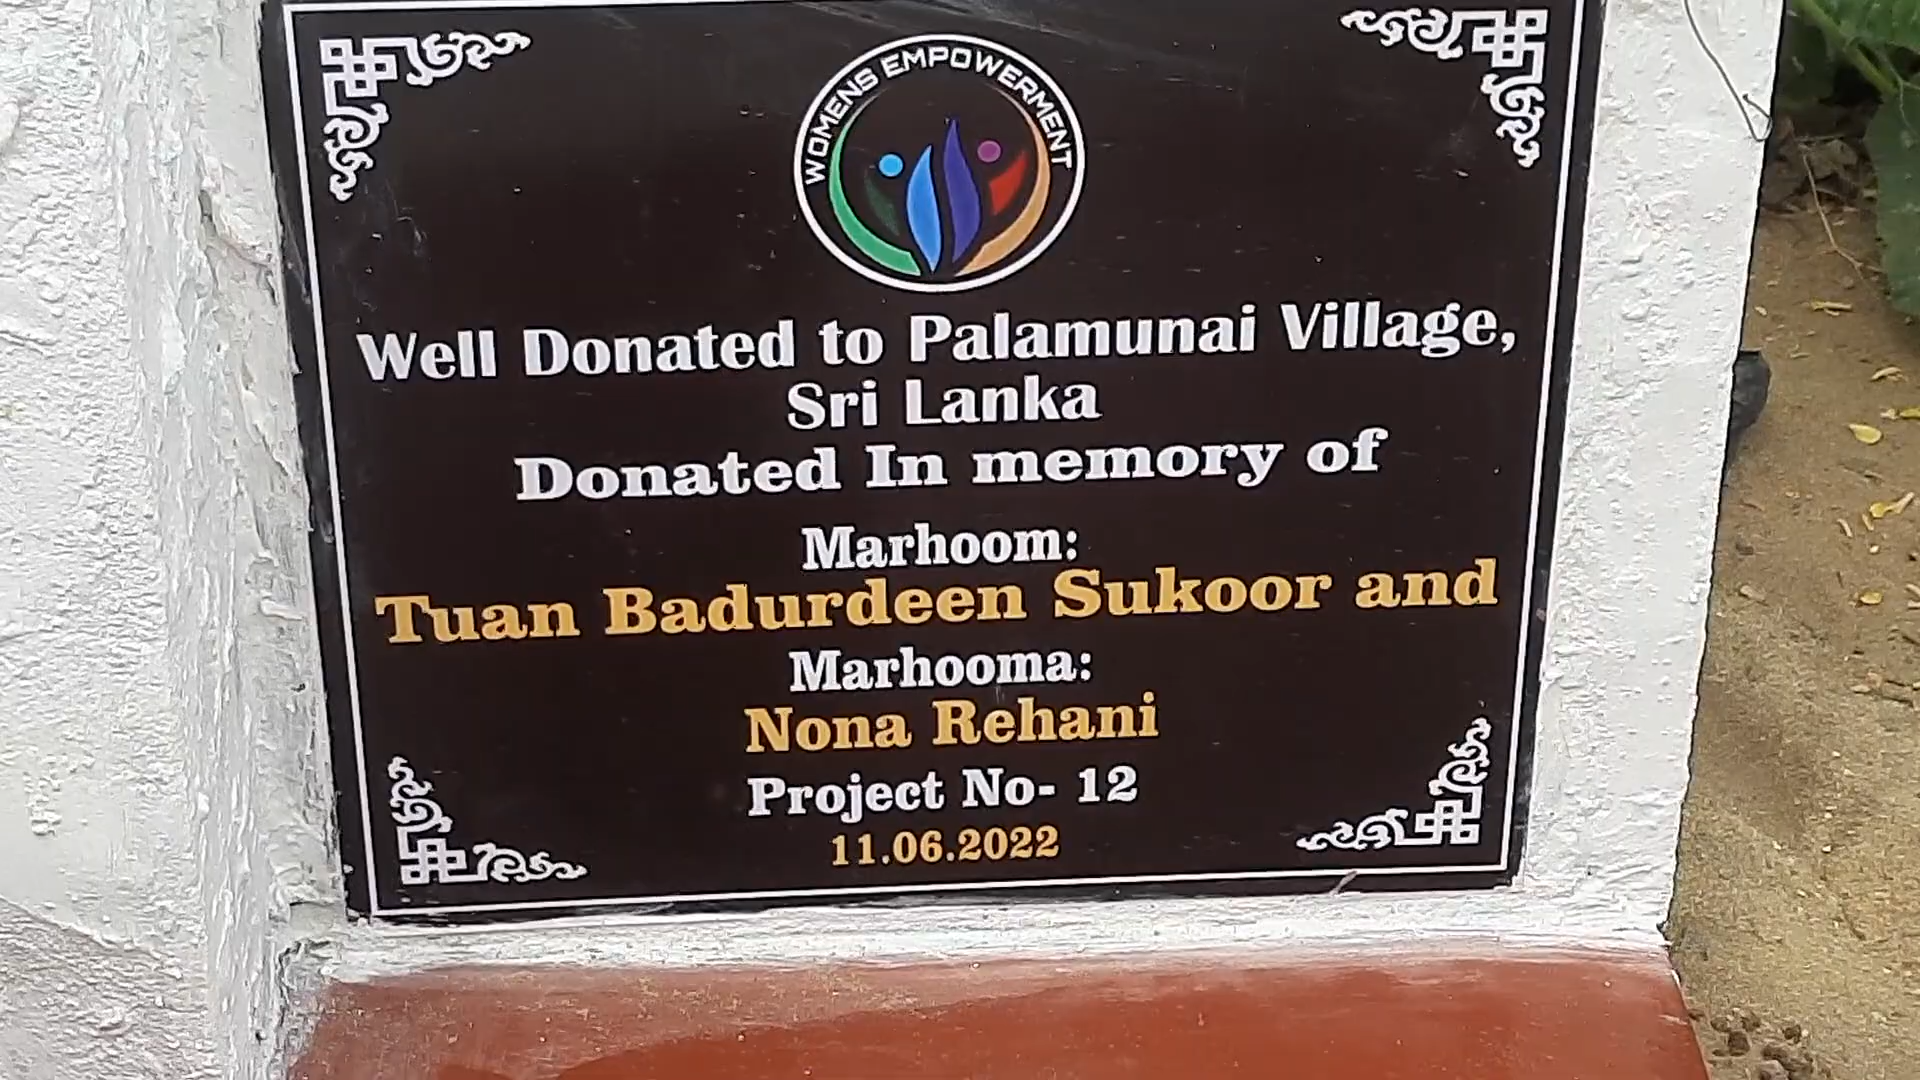 WOMENS EMPOWERMENT
Well Donated to Palamunai Village,
Sri Lanka
Donated In memory of
Marhoom:
Tuan Badurdeen Sukoor and
Marhooma:
Nona Rehani
Project No- 12
11.06.2022